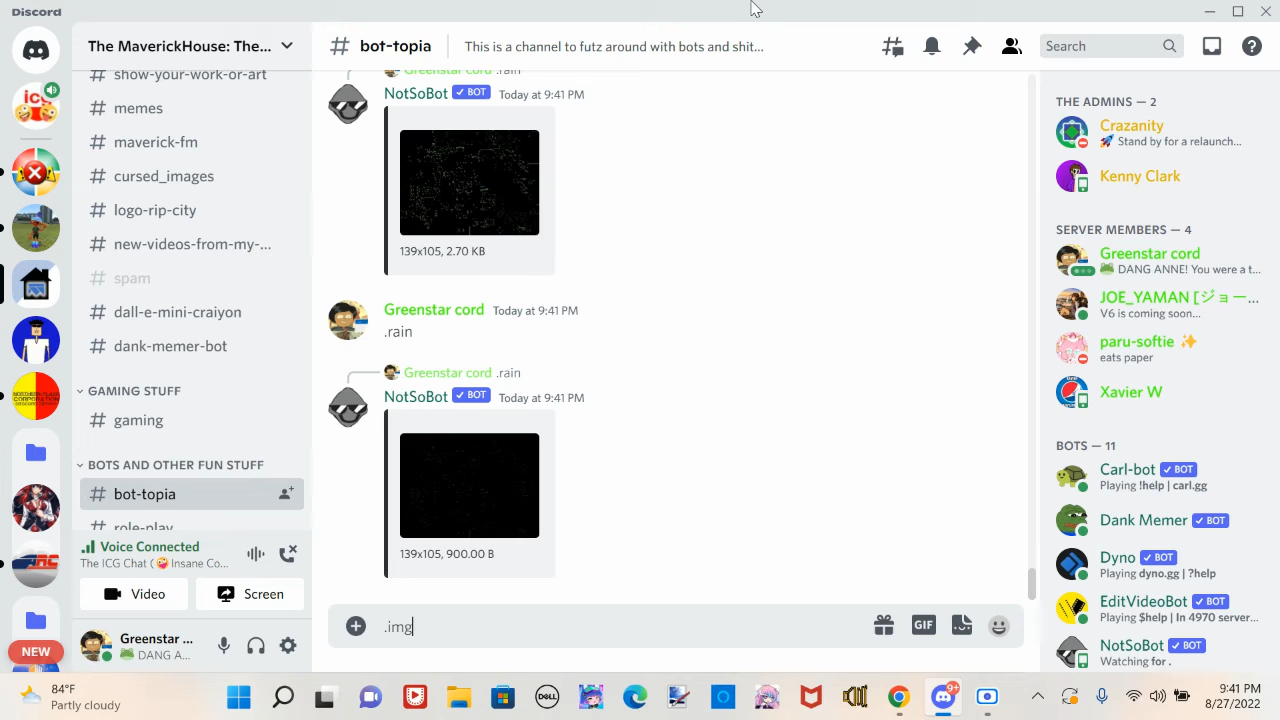 Discord
The MaverickHouse: The...
# bot-topia
This is a channel to futz around with bots and shit...
Search
# show-your-work-or-art
# memes
# maverick-fm
# cursed_images
# logo-rip-city
# new-videos-from-my-...
# spam
# dall-e-mini-craiyon
# dank-memer-bot
GAMING STUFF
# gaming
BOTS AND OTHER FUN STUFF
# bot-topia
# role-play
Voice Connected
The ICG Chat ( Insane Co...
Video
Screen
Greenstar ...
DANG A...
NEW
Greenstar cord .rain
NotSoBot ✓ BOT Today at 9:41 PM
139x105, 2.70 KB
Greenstar cord Today at 9:41 PM
.rain
Greenstar cord .rain
NotSoBot ✓ BOT Today at 9:41 PM
139x105, 900.00 B
.img
GIF
THE ADMINS — 2
Crazanity
🚀 Stand by for a relaunch...
Kenny Clark
SERVER MEMBERS — 4
Greenstar cord
DANG ANNE! You were a t...
JOE_YAMAN [ジョー...
V6 is coming soon...
paru-softie ✨
eats paper
Xavier W
BOTS — 11
Carl-bot ✓ BOT
Playing !help | carl.gg
Dank Memer ✓ BOT
Dyno ✓ BOT
Playing dyno.gg | ?help
EditVideoBot ✓ BOT
Playing $help | In 4970 server...
NotSoBot ✓ BOT
Watching for .
84°F
Partly cloudy
DELL
9+
9:41 PM
8/27/2022